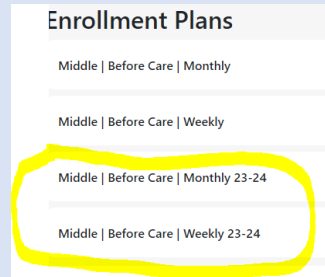 Enrollment Plans
Middle | Before Care | Monthly
Middle | Before Care | Weekly
Middle | Before Care | Monthly 23-24
Middle | Before Care | Weekly 23-24